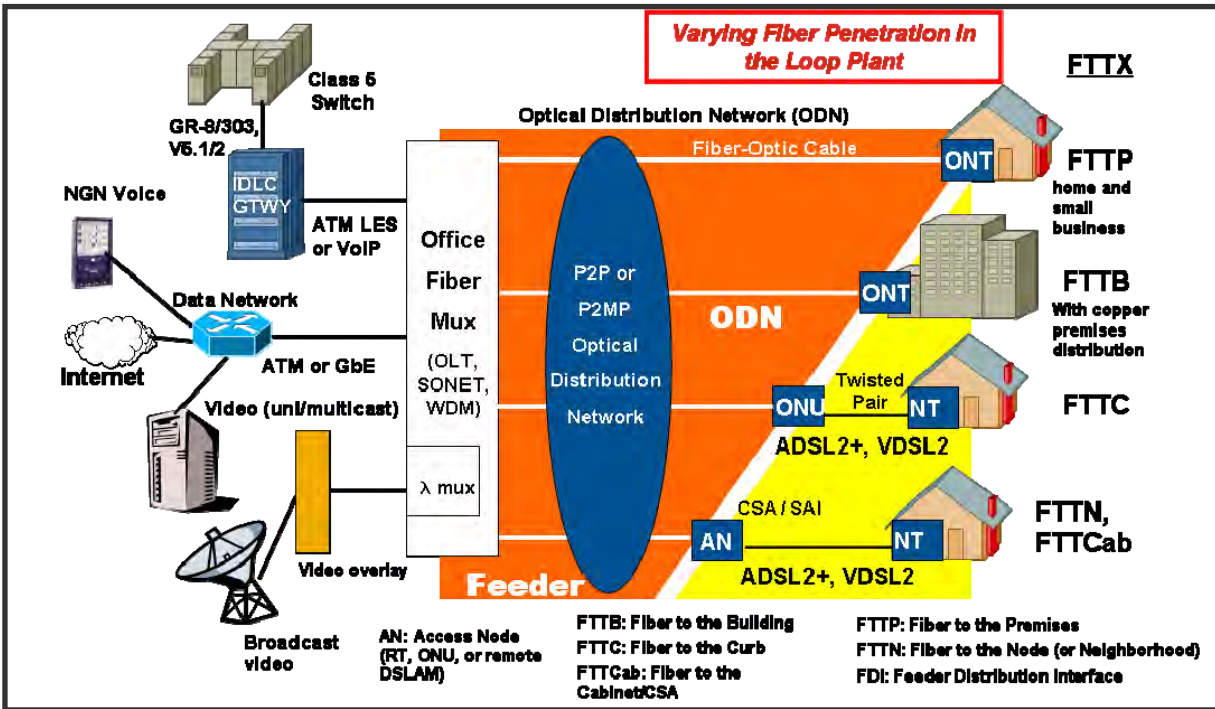 Varying Fiber Penetration in
the Loop Plant
FTTX
Class 5
Switch
GR-8/303,
V5.1/2
Optical Distribution Network (ODN)
Fiber-Optic Cable
ONT
FTTP
home and
small
business
IDLC
GTWY
NGN Voice
ATM LES
or VoIP
Office
Fiber
Mux
(OLT,
SONET,
WDM)
λ mux
P2P or
P2MP
Optical
Distribution
Network
ODN
ONT
FTTB
With copper
premises
distribution
Data Network
Internet
ATM or GbE
Video (uni/multicast)
ONU
Twisted
Pair
NT
FTTC
ADSL2+, VDSL2
CSA / SAI
AN
NT
FTTN,
FTTCab
ADSL2+, VDSL2
Video overlay
Feeder
Broadcast
video
AN: Access Node
(RT, ONU, or remote
DSLAM)
FTTB: Fiber to the Building
FTTC: Fiber to the Curb
FTTCab: Fiber to the
Cabinet/CSA
FTTP: Fiber to the Premises
FTTN: Fiber to the Node (or Neighborhood)
FDI: Feeder Distribution Interface